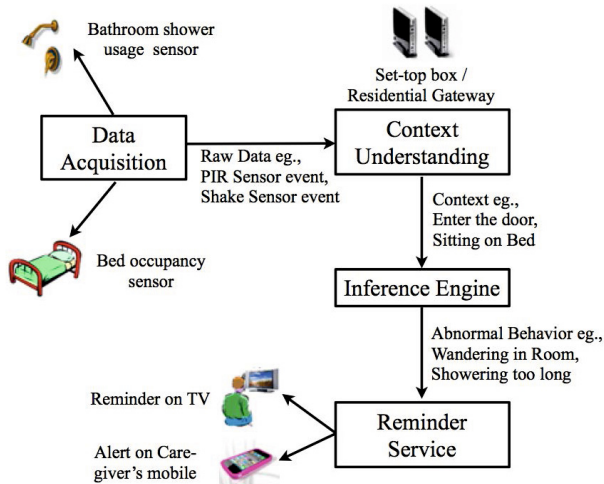 Bathroom shower
usage sensor
Set-top box /
Residential Gateway
Data
Acquisition
Raw Data eg.,
PIR Sensor event,
Shake Sensor event
Context
Understanding
Context eg.,
Enter the door,
Sitting on Bed
Bed occupancy
sensor
Inference Engine
Abnormal Behavior eg.,
Wandering in Room,
Showering too long
Reminder on TV
Alert on Care-
giver's mobile
Reminder
Service